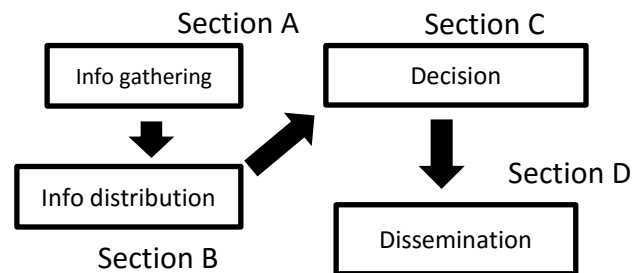 Section A
Info gathering
Info distribution
Section B
Section C
Decision
Section D
Dissemination